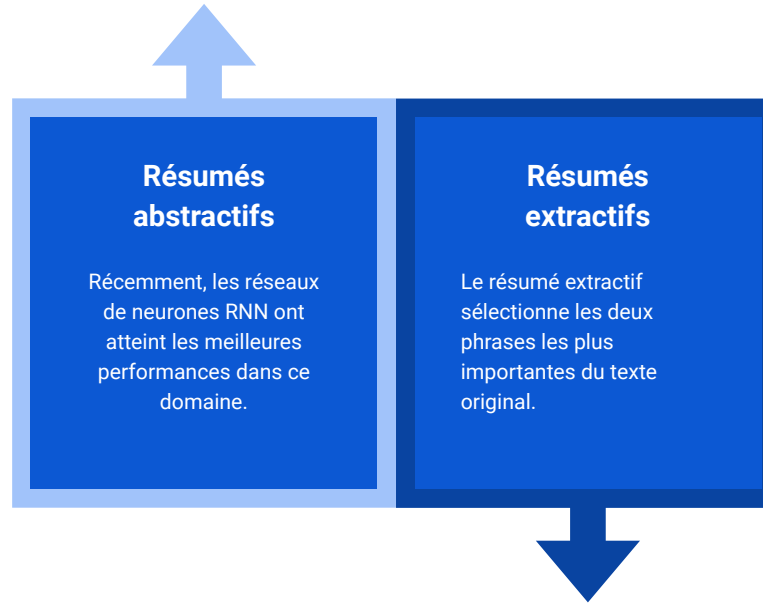 Résumés
abstractifs
Récemment, les réseaux
de neurones RNN ont
atteint les meilleures
performances dans ce
domaine.
Résumés
extractifs
Le résumé extractif
sélectionne les deux
phrases les plus
importantes du texte
original.